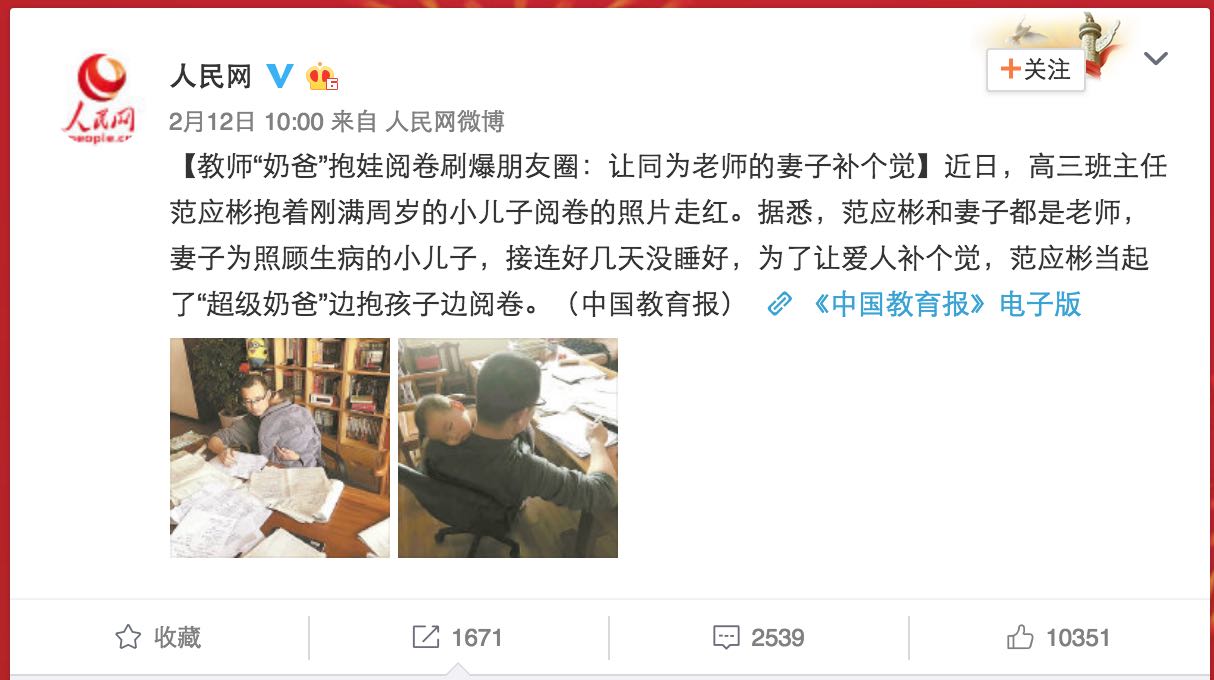 人民网
+关注
2月12日 10:00 来自 人民网微博
【教师“奶爸”抱娃阅卷刷爆朋友圈：让同为老师的妻子补个觉】近日，高三班主任
范应彬抱着刚满周岁的小儿子阅卷的照片走红。据悉，范应彬和妻子都是老师，
妻子为照顾生病的小儿子，接连好几天没睡好，为了让爱人补个觉，范应彬当起
了“超级奶爸”边抱孩子边阅卷。（中国教育报） 《中国教育报》电子版
人民网
people.cn
收藏 1671 2539 10351